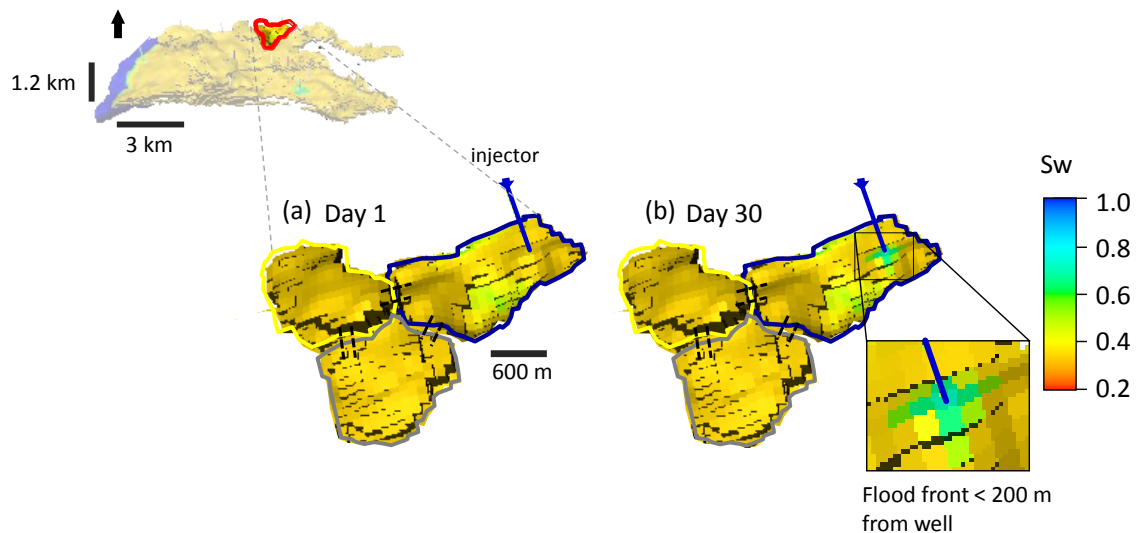 1.2 km
3 km
injector
Sw
(a) Day 1
(b) Day 30
1.0
0.8
0.6
0.4
0.2
600 m
Flood front < 200 m
from well